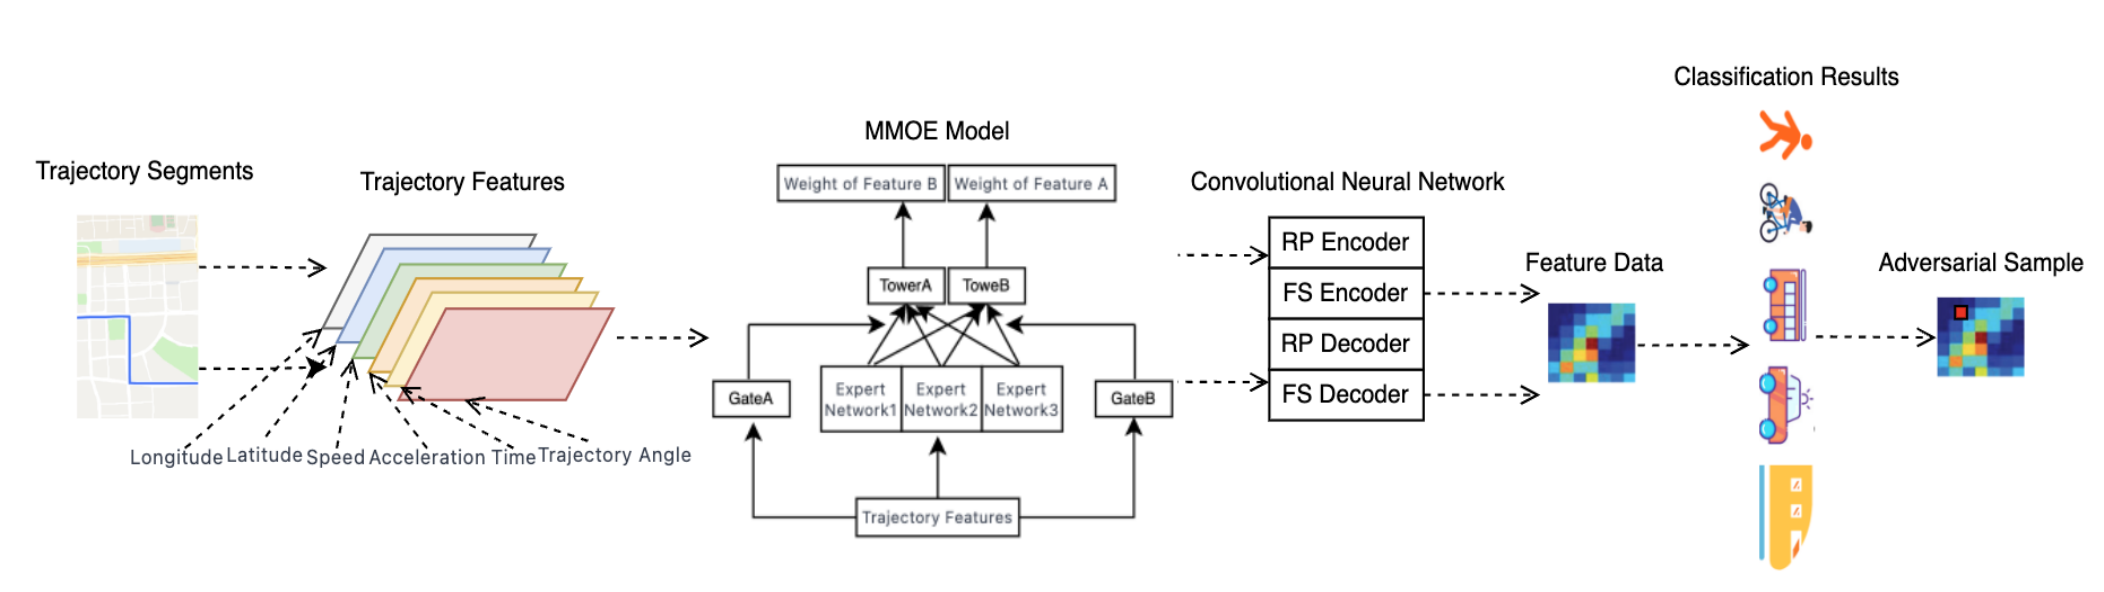 Classification Results
MMOE Model
Trajectory Segments
Trajectory Features
Weight of Feature B
Weight of Feature A
Convolutional Neural Network
RP Encoder
FS Encoder
RP Decoder
FS Decoder
Feature Data
Adversarial Sample
TowerA
ToweB
GateA
Expert
Network1
Expert
Network2
Expert
Network3
GateB
Longitude
Latitude
Speed
Acceleration
Time
Trajectory Angle
Trajectory Features